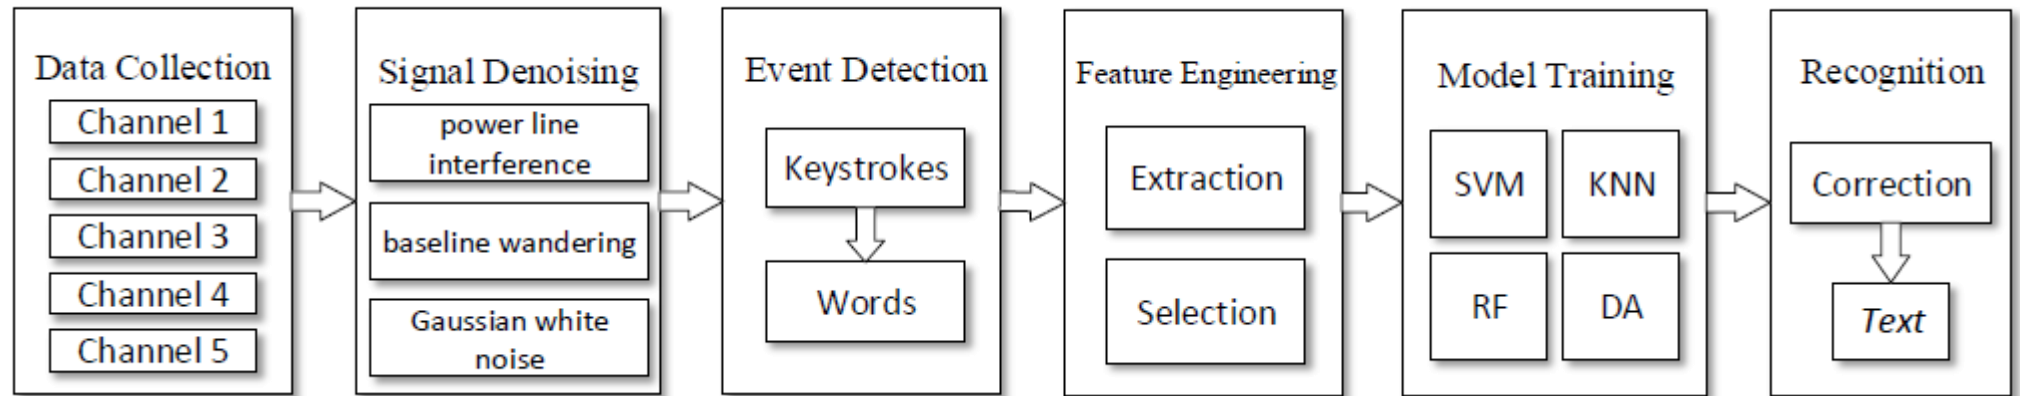 Data Collection
Channel 1
Channel 2
Channel 3
Channel 4
Channel 5
Signal Denoising
power line
interference
baseline wandering
Gaussian white
noise
Event Detection
Keystrokes
Words
Feature Engineering
Extraction
Selection
Model Training
SVM
KNN
RF
DA
Recognition
Correction
Text